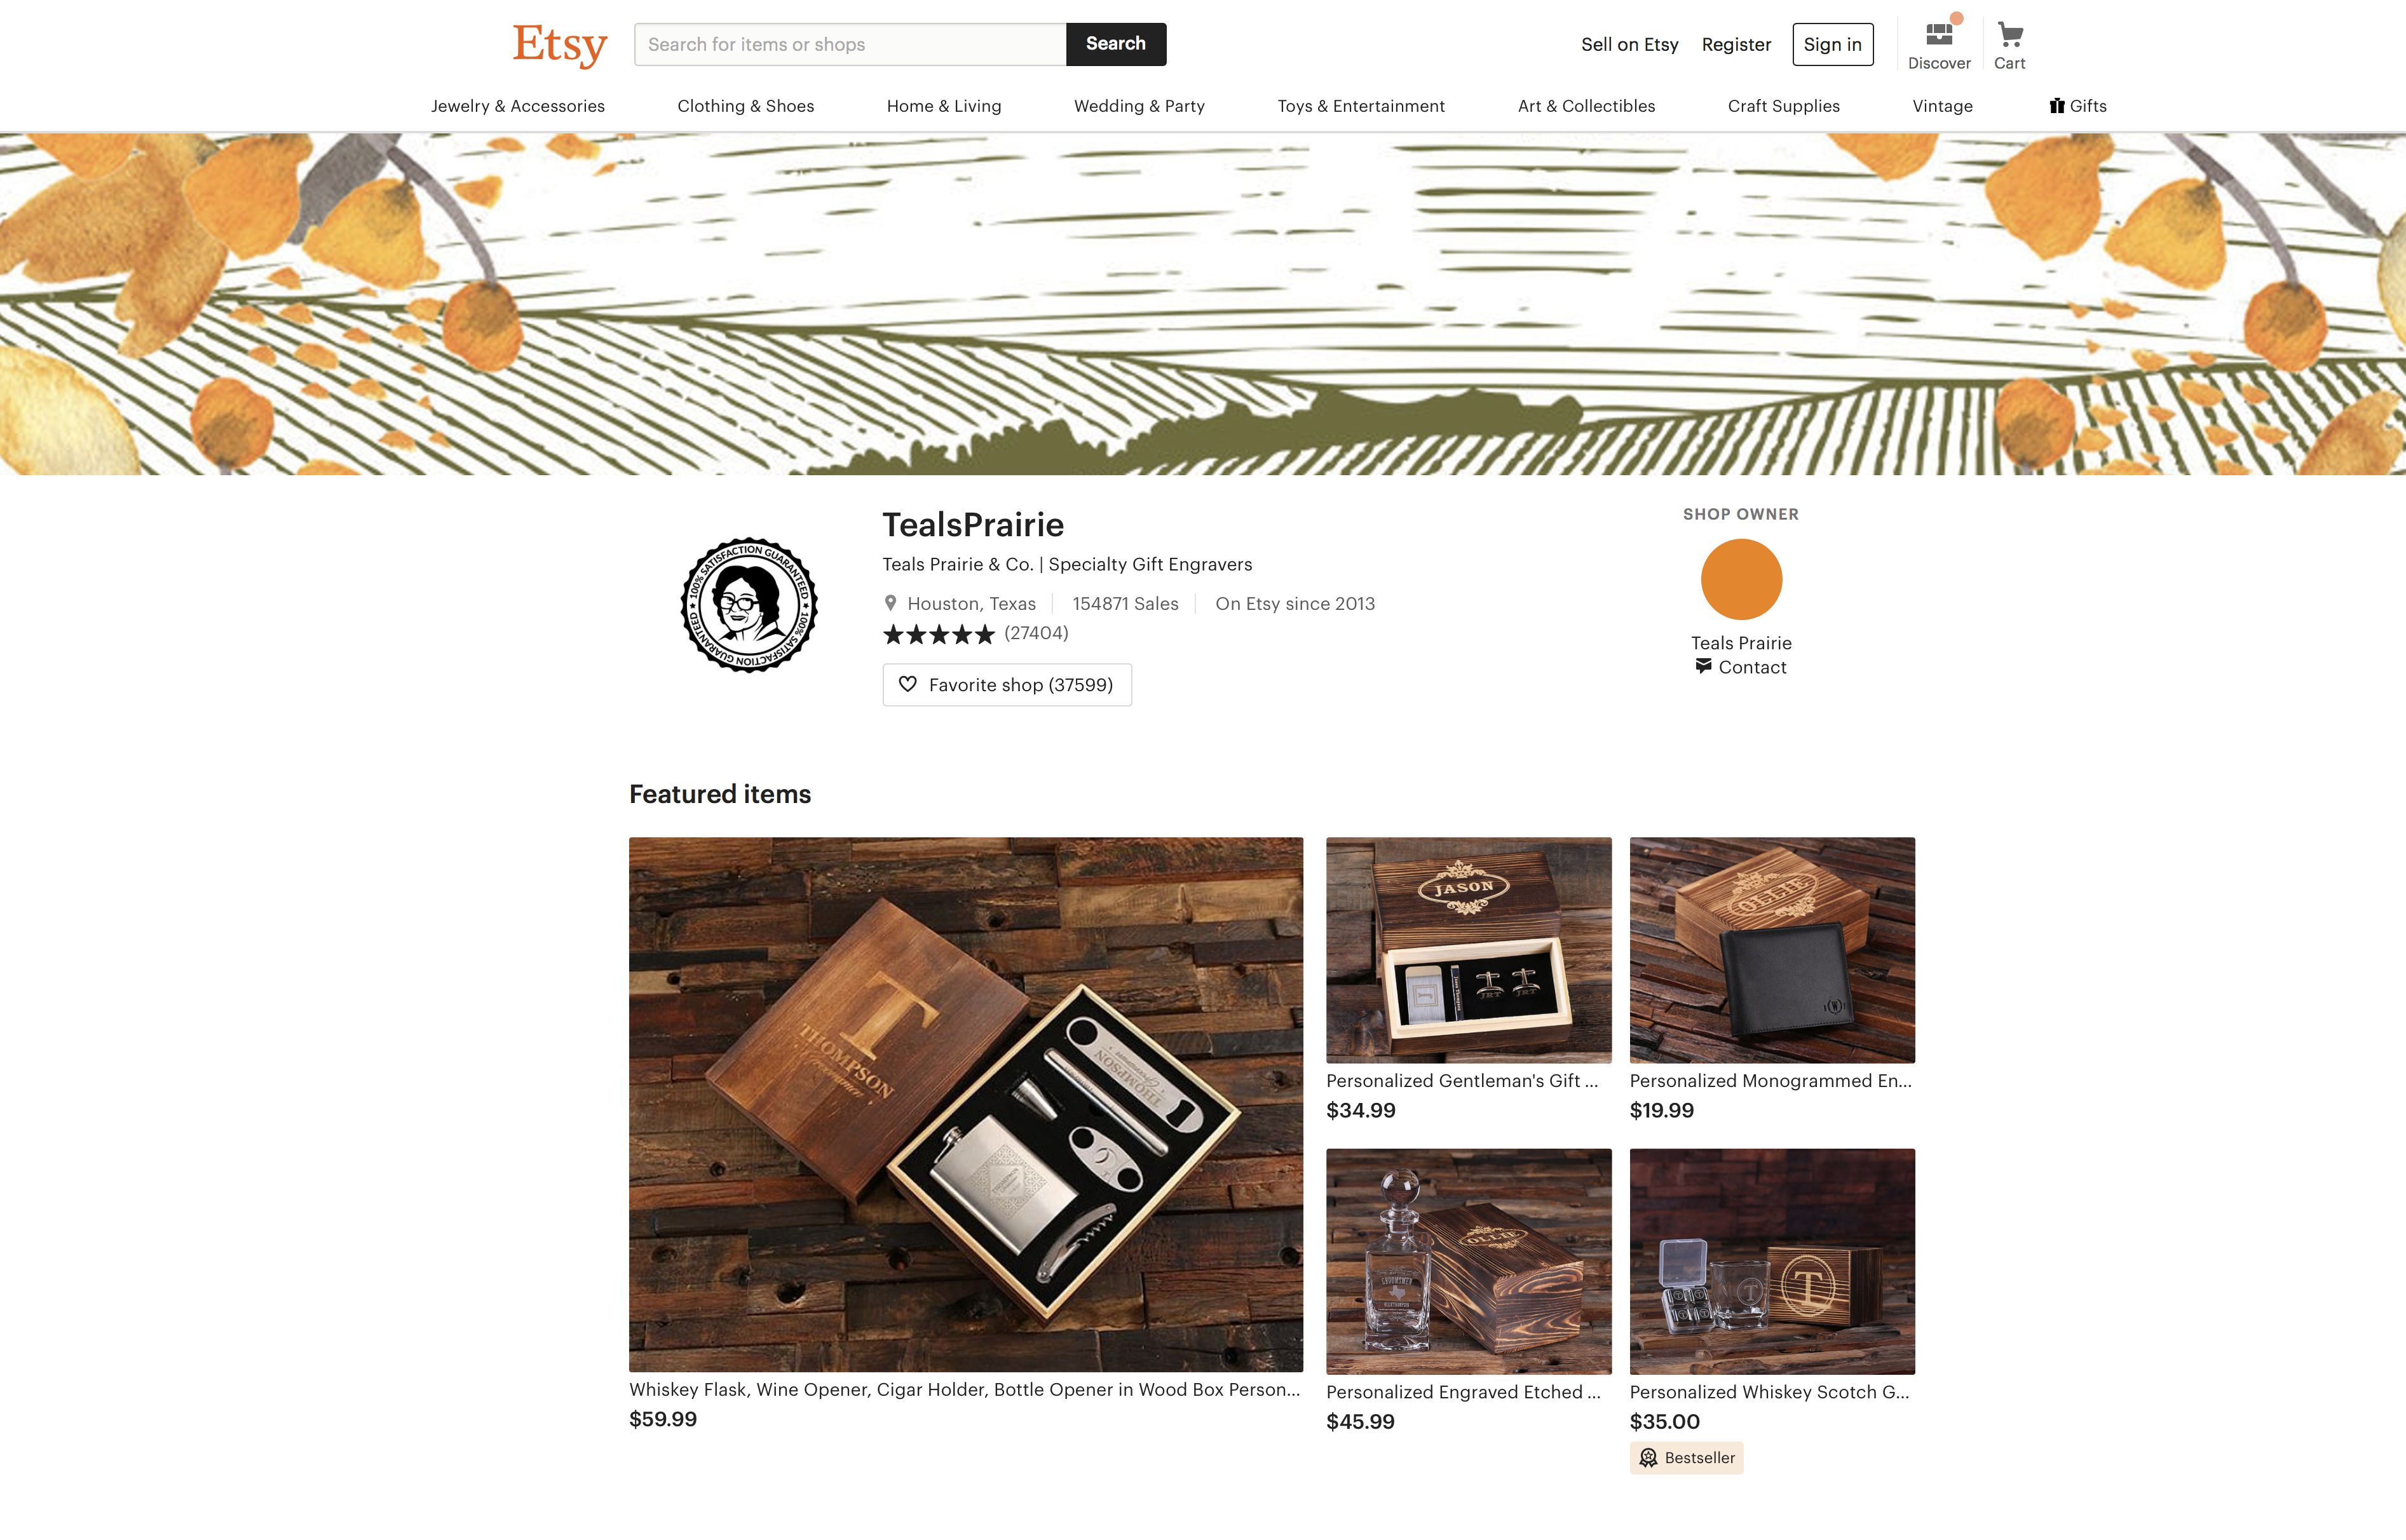 Etsy
Search for items or shops
Search
Sell on Etsy
Register
Sign in
Discover
Cart
Jewelry & Accessories
Clothing & Shoes
Home & Living
Wedding & Party
Toys & Entertainment
Art & Collectibles
Craft Supplies
Vintage
Gifts
100% SATISFACTION GUARANTEED ★ 100% SATISFACTION GUARANTEED ★
TealsPrairie
Teals Prairie & Co. | Specialty Gift Engravers
Houston, Texas
154871 Sales
On Etsy since 2013
(27404)
Favorite shop (37599)
SHOP OWNER
Teals Prairie
Contact
Featured items
T
THOMPSON
Groomsmen
THOMPSON
Groomsmen
Whiskey Flask, Wine Opener, Cigar Holder, Bottle Opener in Wood Box Person...
$59.99
JASON
JRT
JRT
Personalized Gentleman's Gift ...
$34.99
OLLIE
W
Personalized Monogrammed En...
$19.99
OLLIE
GROOMSMEN
Personalized Engraved Etched ...
$45.99
T
T
Personalized Whiskey Scotch G...
$35.00
Bestseller